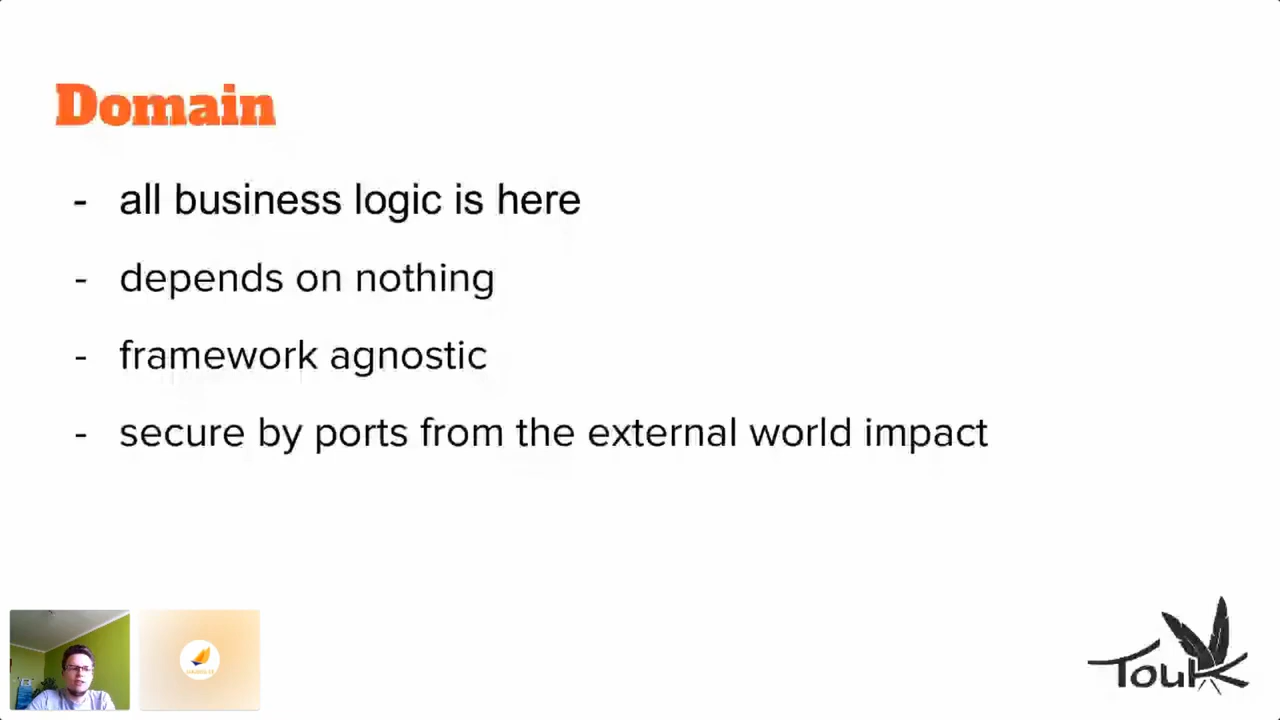 Domain
- all business logic is here
- depends on nothing
- framework agnostic
- secure by ports from the external world impact
Touk